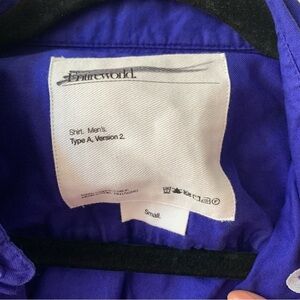 Entireworld.
Shirt. Men's.
Type A, Version 2.
Small.